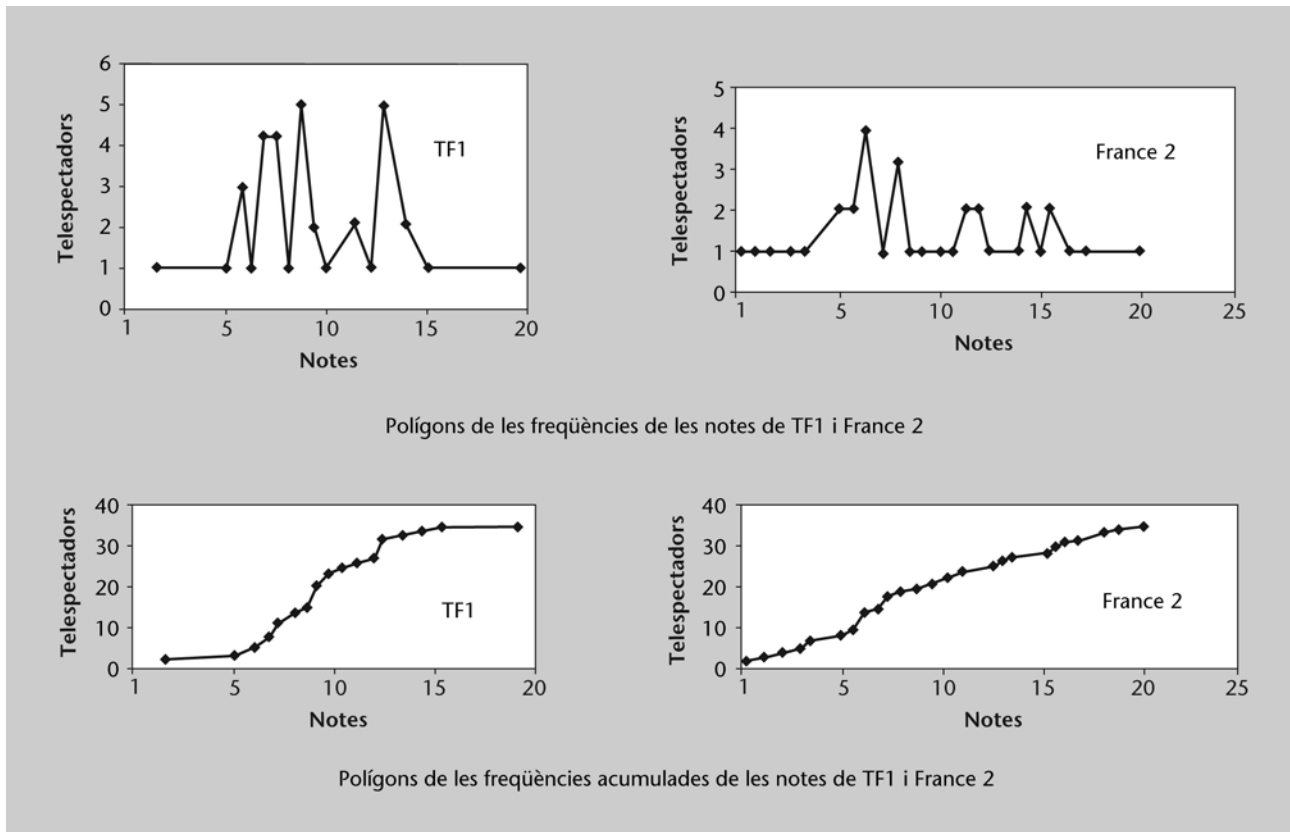 6
5
4
3
2
1
0
Telespectadors
TF1
1 5 10 15 20
Notes
5
4
3
2
1
0
Telespectadors
France 2
1 5 10 15 20 25
Notes
Polígons de les freqüències de les notes de TF1 i France 2
40
30
20
10
0
Telespectadors
TF1
1 5 10 15 20
Notes
40
30
20
10
0
Telespectadors
France 2
1 5 10 15 20 25
Notes
Polígons de les freqüències acumulades de les notes de TF1 i France 2